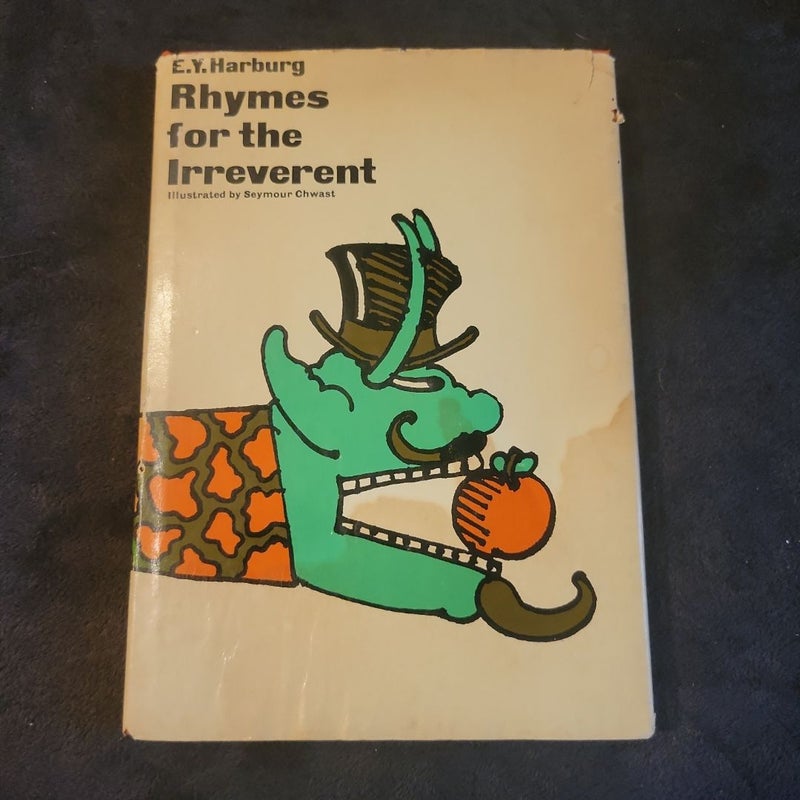 E.Y. Harburg
Rhymes
for the
Irreverent
Illustrated by Seymour Chwast